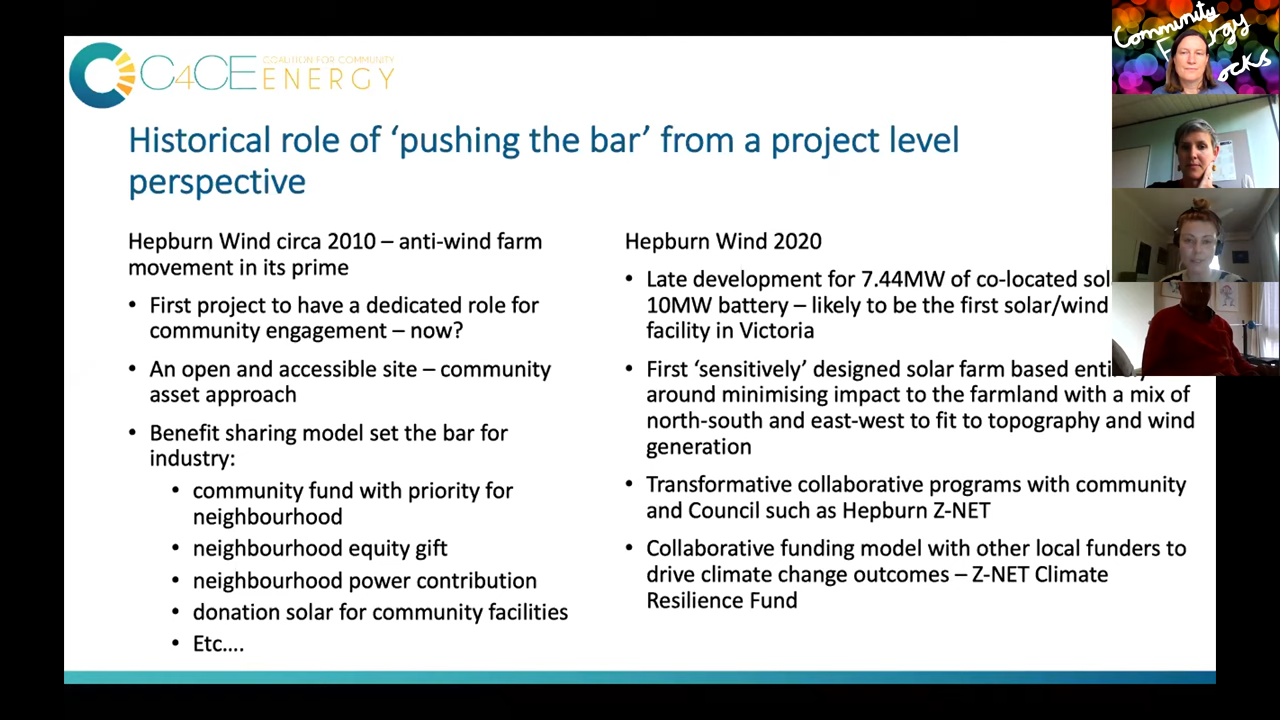 C4CE COALITION FOR COMMUNITY
ENERGY
Historical role of ‘pushing the bar’ from a project level
perspective
Hepburn Wind circa 2010 – anti-wind farm
movement in its prime
• First project to have a dedicated role for
community engagement – now?
• An open and accessible site – community
asset approach
• Benefit sharing model set the bar for
industry:
• community fund with priority for
neighbourhood
• neighbourhood equity gift
• neighbourhood power contribution
• donation solar for community facilities
• Etc….
Hepburn Wind 2020
• Late development for 7.44MW of co-located
10MW battery – likely to be the first solar/wind
facility in Victoria
• First ‘sensitively’ designed solar farm based
around minimising impact to the farmland with a mix of
north-south and east-west to fit to topography and wind
generation
• Transformative collaborative programs with community
and Council such as Hepburn Z-NET
• Collaborative funding model with other local funders to
drive climate change outcomes – Z-NET Climate
Resilience Fund
Community